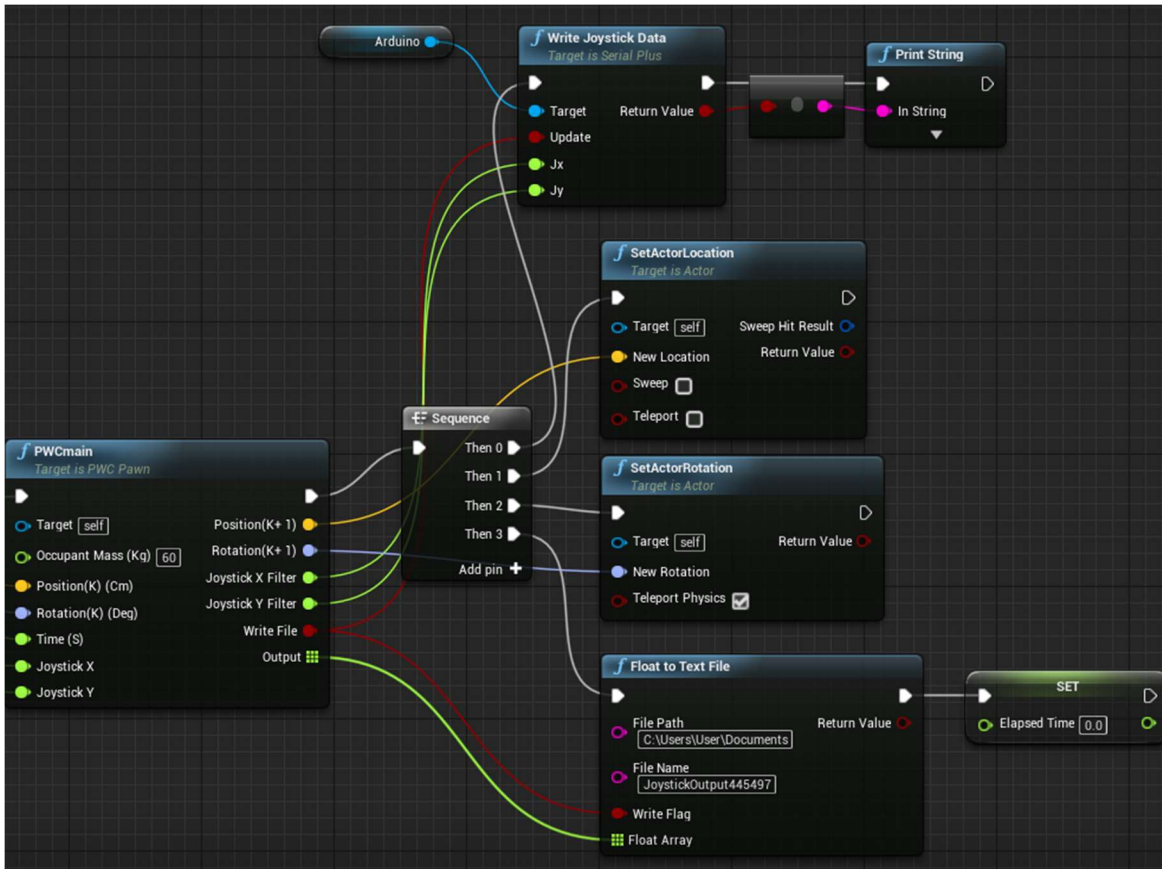 Arduino
Write Joystick Data
Target is Serial Plus
Target
Return Value
Update
Jx
Jy
Print String
In String
SetActorLocation
Target is Actor
Target self
Sweep Hit Result
New Location
Return Value
Sweep
Teleport
Sequence
Then 0
Then 1
Then 2
Then 3
Add pin
PWCmain
Target is PWC Pawn
Target self
Position(K+ 1)
Occupant Mass (Kg) 60
Rotation(K+ 1)
Position(K) (Cm)
Joystick X Filter
Rotation(K) (Deg)
Joystick Y Filter
Time (S)
Write File
Joystick X
Output
Joystick Y
SetActorRotation
Target is Actor
Target self
Return Value
New Rotation
Teleport Physics
Float to Text File
File Path
C:\Users\User\Documents
Return Value
File Name
JoystickOutput445497
Write Flag
Float Array
SET
Elapsed Time 0.0